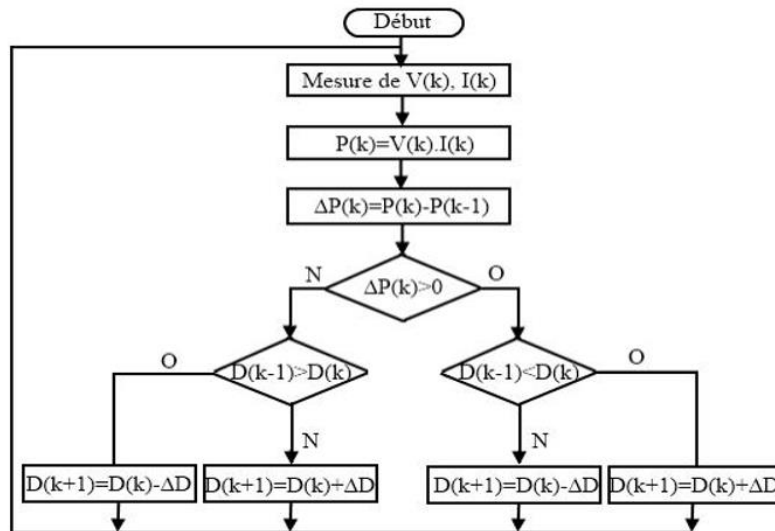 Début
Mesure de V(k), I(k)
P(k)=V(k).I(k)
ΔP(k)=P(k)-P(k-1)
N
O
ΔP(k)>0
O
D(k-1)>D(k)
D(k-1)<D(k)
O
N
N
D(k+1)=D(k)-ΔD
D(k+1)=D(k)+ΔD
D(k+1)=D(k)-ΔD
D(k+1)=D(k)+ΔD